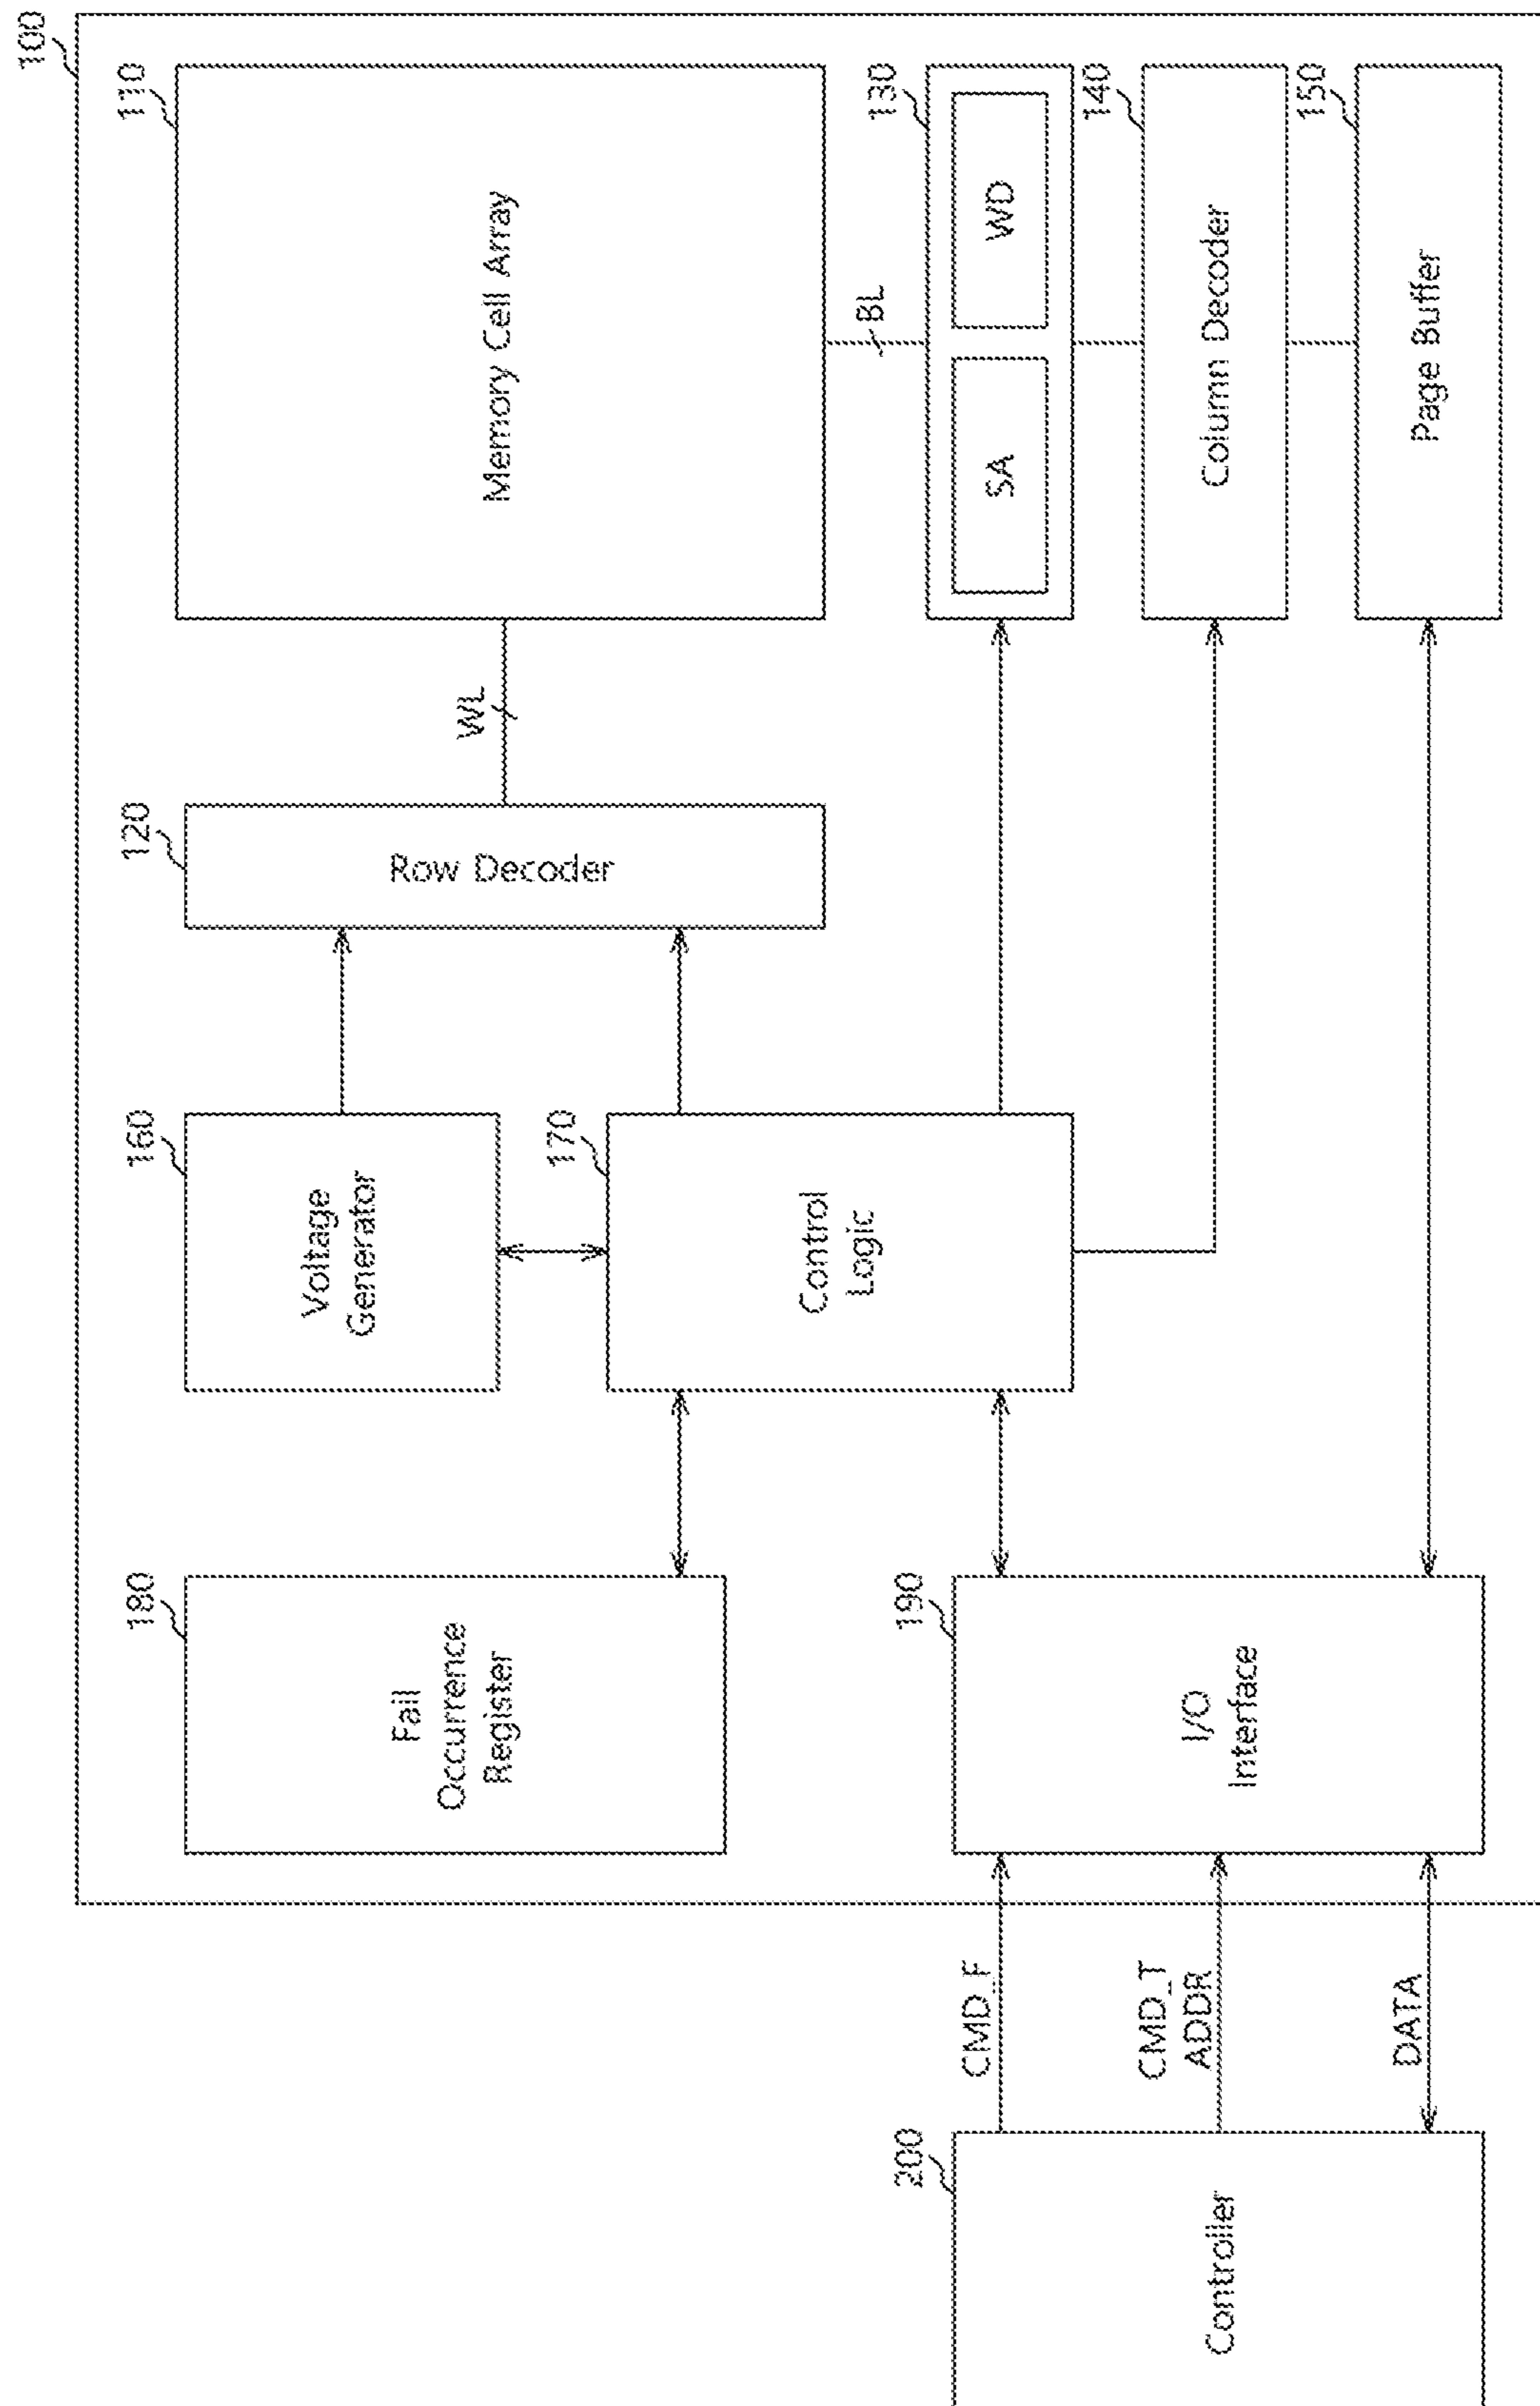 100
200
Controller
CMD_F
CMD_T
ADDR
DATA
180
Fail
Occurrence
Register
190
I/O
Interface
160
Voltage
Generator
170
Control
Logic
120
Row Decoder
WL
110
Memory Cell Array
BL
130
SA
WD
140
Column Decoder
150
Page Buffer